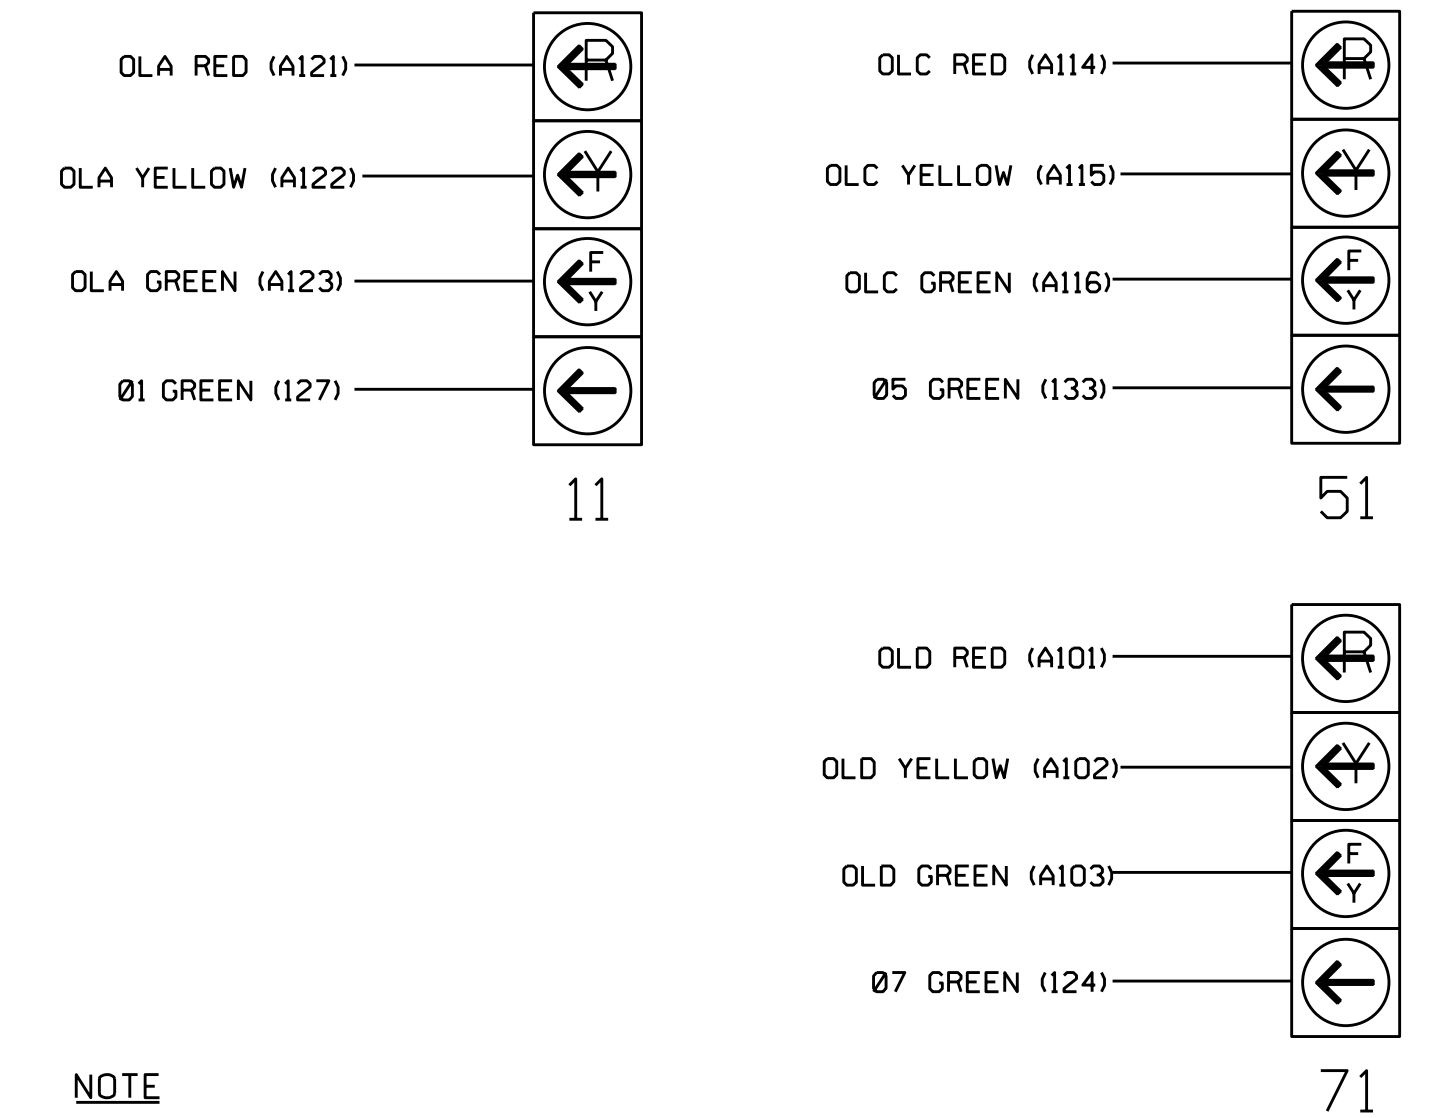 OLA RED (A121)
R
OLA YELLOW (A122)
Y
OLA GREEN (A123)
F
Y
Ø1 GREEN (127)
11
OLC RED (A114)
R
OLC YELLOW (A115)
Y
OLC GREEN (A116)
F
Y
Ø5 GREEN (133)
51
OLD RED (A101)
R
OLD YELLOW (A102)
Y
OLD GREEN (A103)
F
Y
Ø7 GREEN (124)
71
NOTE